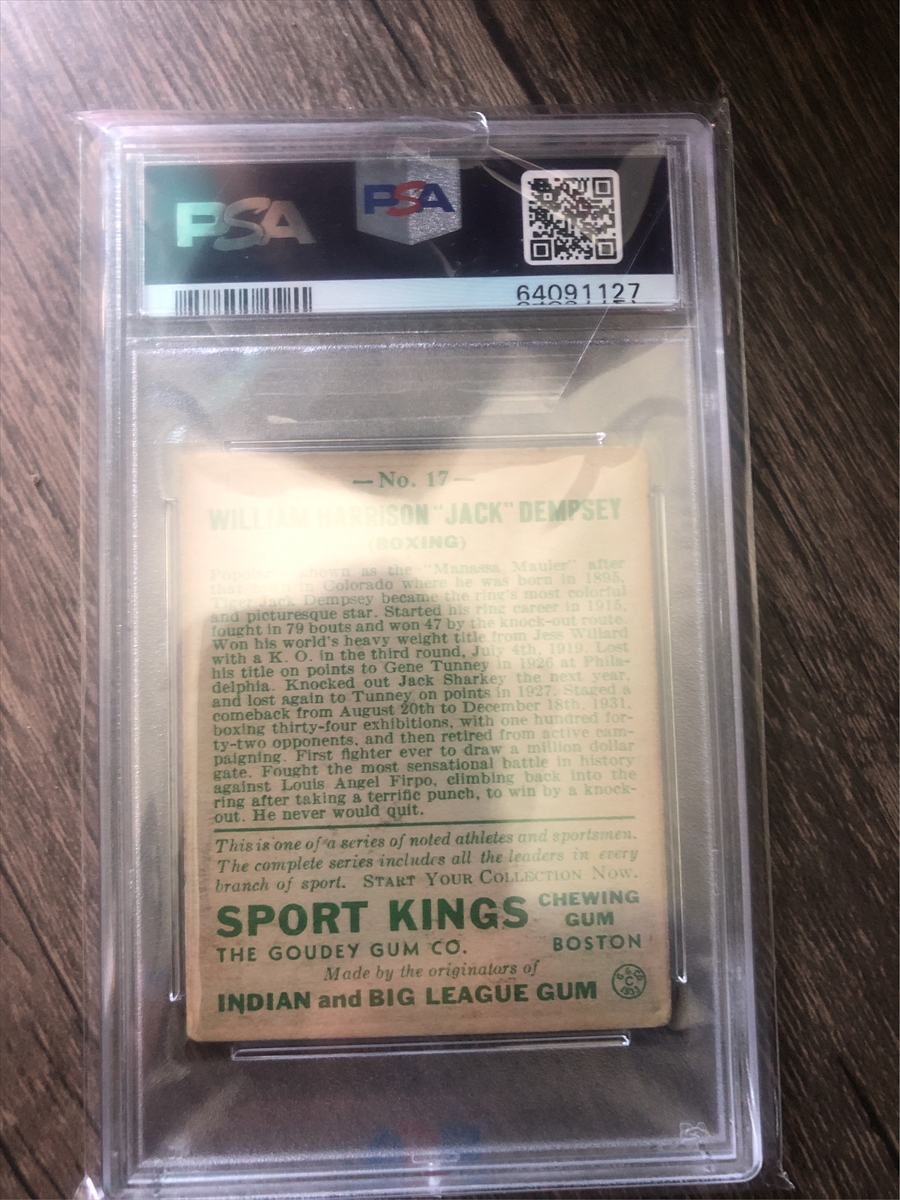 PSA PSA
64091127
—No. 17—
WILLIAM HARRISON "JACK" DEMPSEY
(BOXING)
known as the "Manassa Mauler" after
that in Colorado where he was born in 1895,
Jack Dempsey became the ring's most colorful
and picturesque star. Started his ring career in 1915,
fought in 79 bouts and won 47 by the knock-out route.
Won his world's heavy weight title from Jess Willard
with a K. O. in the third round, July 4th, 1919. Lost
his title on points to Gene Tunney in 1926 at Phila-
delphia. Knocked out Jack Sharkey the next year,
and lost again to Tunney on points in 1927. Staged a
comeback from August 20th to December 18th, 1931,
boxing thirty-four exhibitions, with one hundred for-
ty-two opponents, and then retired from active cam-
paigning. First fighter ever to draw a million dollar
gate. Fought the most sensational battle in history
against Louis Angel Firpo, climbing back into the
ring after taking a terrific punch, to win by a knock-
out. He never would quit.
This is one of a series of noted athletes and sportsmen.
The complete series includes all the leaders in every
branch of sport. START YOUR COLLECTION NOW.
SPORT KINGS CHEWING GUM
THE GOUDEY GUM CO. BOSTON
Made by the originators of
INDIAN and BIG LEAGUE GUM